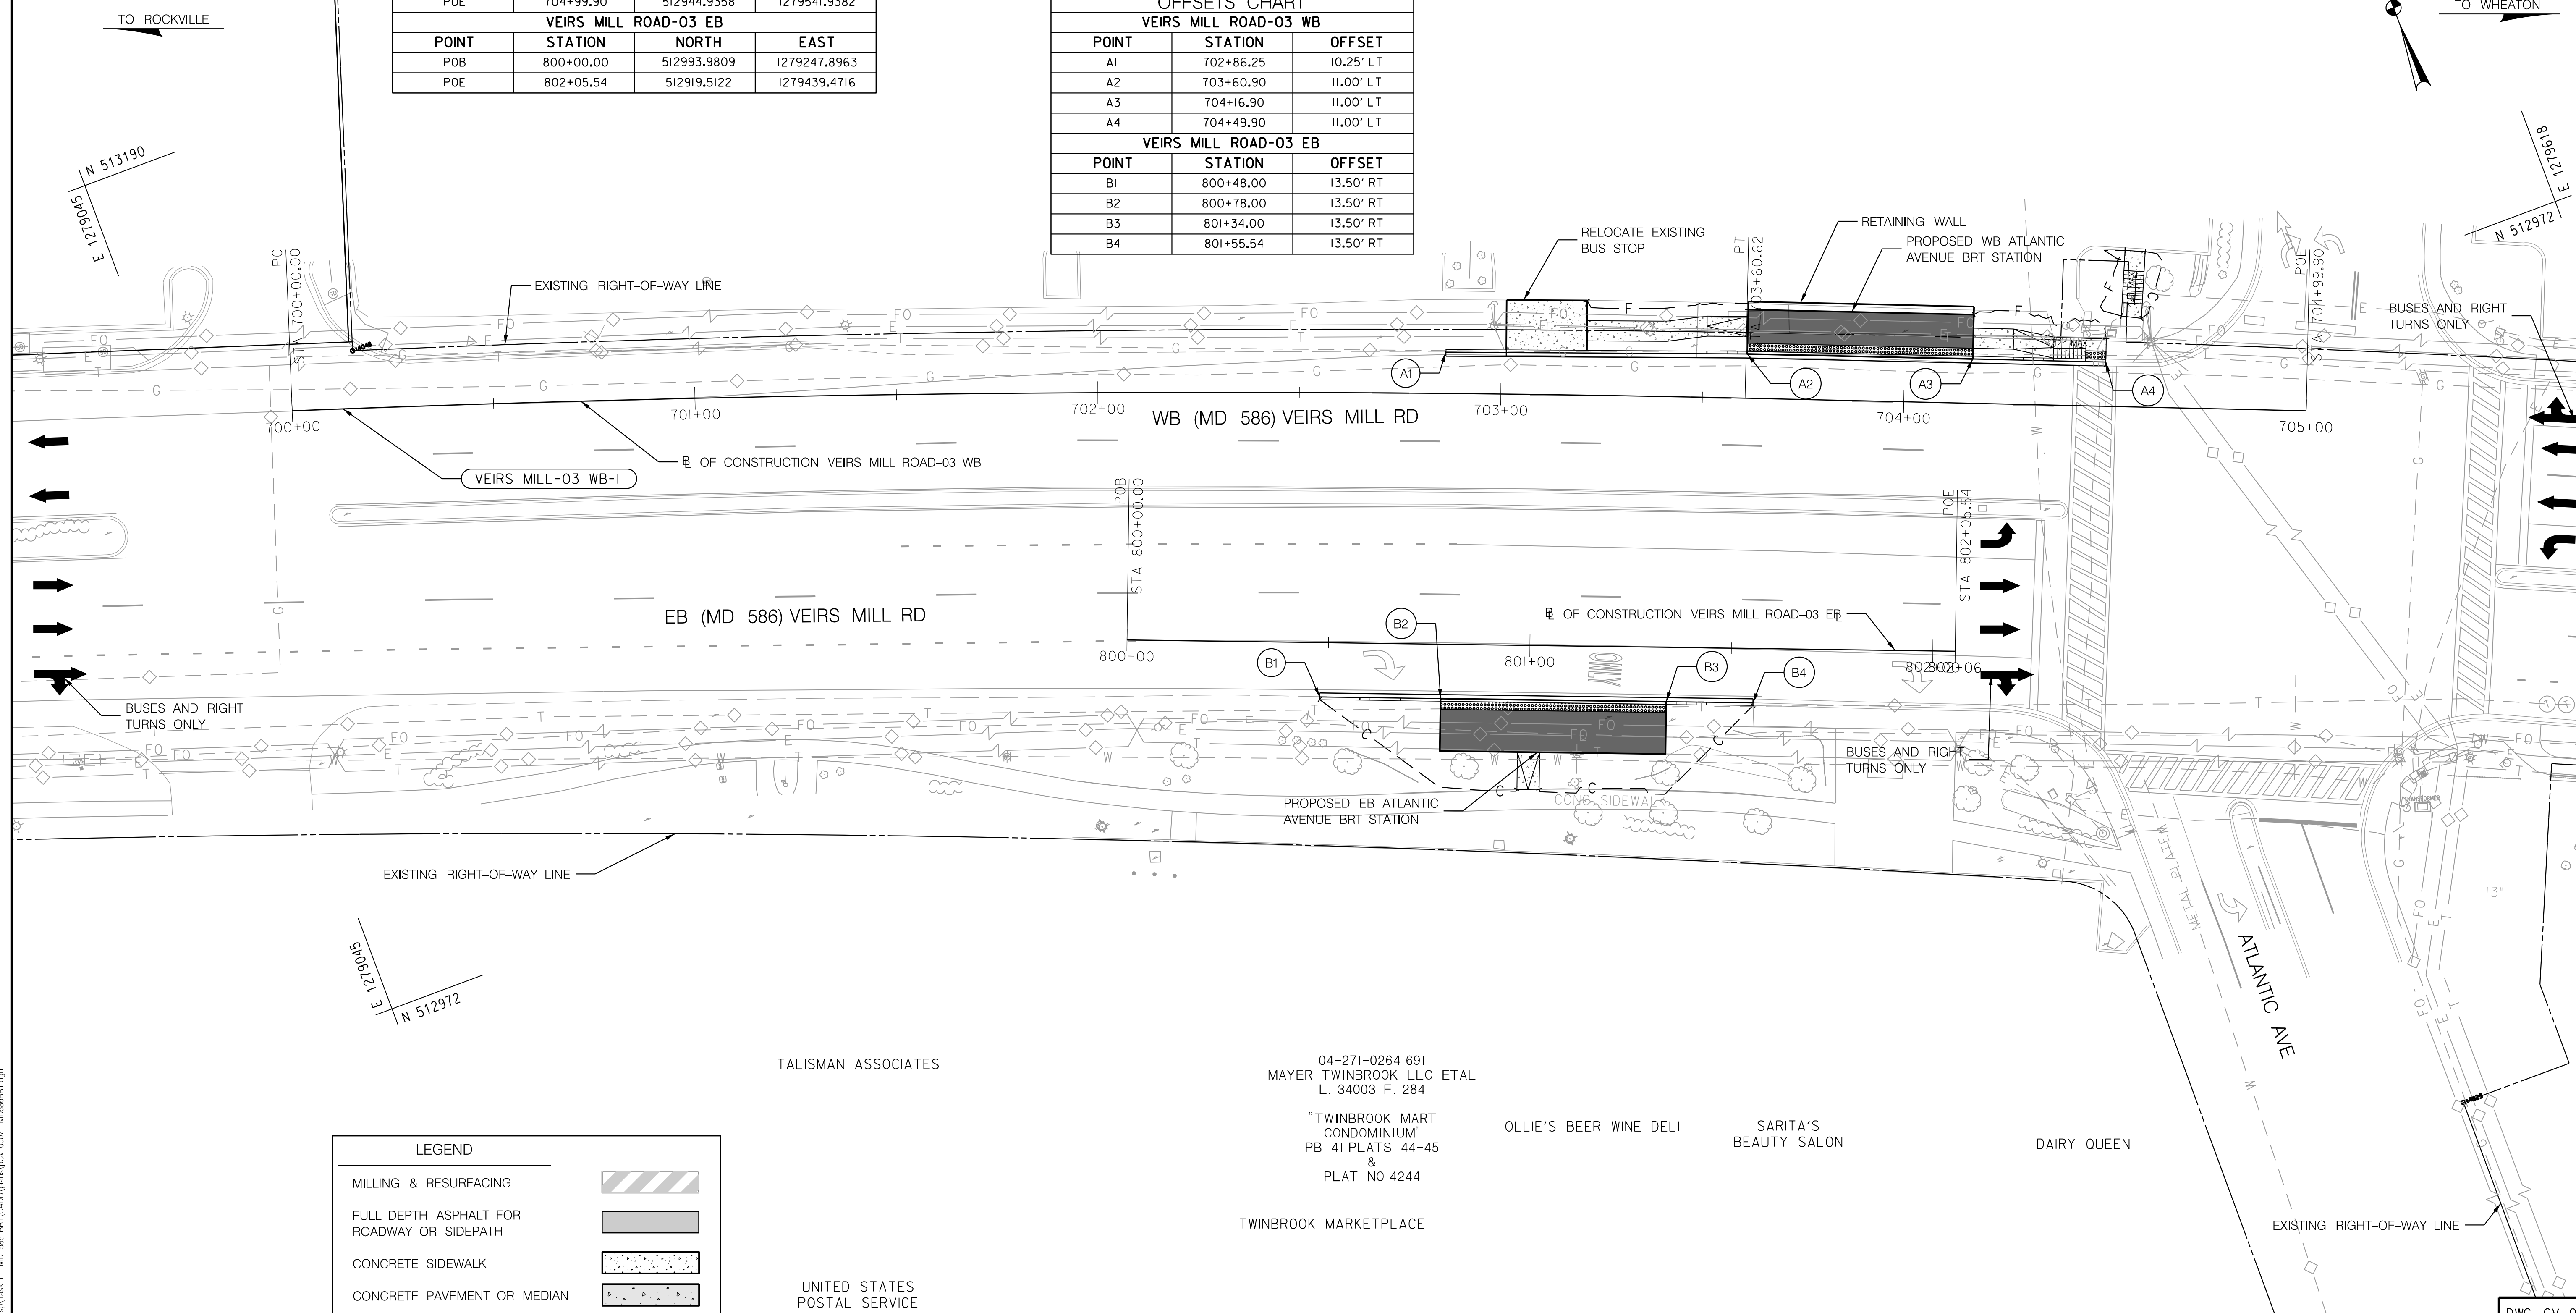 TO ROCKVILLE
POE 704+99.90 512944.9358 1279541.9382
VEIRS MILL ROAD-03 EB
POINT STATION NORTH EAST
POB 800+00.00 512993.9809 1279247.8963
POE 802+05.54 512919.5122 1279439.4716
OFFSETS CHART
VEIRS MILL ROAD-03 WB
POINT STATION OFFSET
A1 702+86.25 10.25' LT
A2 703+60.90 11.00' LT
A3 704+16.90 11.00' LT
A4 704+49.90 11.00' LT
VEIRS MILL ROAD-03 EB
POINT STATION OFFSET
B1 800+48.00 13.50' RT
B2 800+78.00 13.50' RT
B3 801+34.00 13.50' RT
B4 801+55.54 13.50' RT
TO WHEATON
N 513190
E 1279045
E 1279618
N 512972
PC
STA 700+00.00
EXISTING RIGHT-OF-WAY LINE
RELOCATE EXISTING
BUS STOP
PT
RETAINING WALL
PROPOSED WB ATLANTIC
AVENUE BRT STATION
POE
STA 704+99.90
BUSES AND RIGHT
TURNS ONLY
A1
A2
A3
A4
700+00
701+00
702+00
703+00
704+00
705+00
WB (MD 586) VEIRS MILL RD
VEIRS MILL-03 WB-1
B OF CONSTRUCTION VEIRS MILL ROAD-03 WB
POB
STA 800+00.00
POE
STA 802+05.54
EB (MD 586) VEIRS MILL RD
B OF CONSTRUCTION VEIRS MILL ROAD-03 EB
B1
B2
B3
B4
800+00
801+00
ONLY
BUSES AND RIGHT
TURNS ONLY
BUSES AND RIGHT
TURNS ONLY
PROPOSED EB ATLANTIC
AVENUE BRT STATION
CONC SIDEWALK
EXISTING RIGHT-OF-WAY LINE
METAL PLATE
13"
ATLANTIC AVE
E 1279045
N 512972
TALISMAN ASSOCIATES
04-271-02641691
MAYER TWINBROOK LLC ETAL
L. 34003 F. 284
"TWINBROOK MART
CONDOMINIUM"
PB 41 PLATS 44-45
&
PLAT NO.4244
OLLIE'S BEER WINE DELI
SARITA'S
BEAUTY SALON
DAIRY QUEEN
TWINBROOK MARKETPLACE
EXISTING RIGHT-OF-WAY LINE
UNITED STATES
POSTAL SERVICE
LEGEND
MILLING & RESURFACING
FULL DEPTH ASPHALT FOR
ROADWAY OR SIDEPATH
CONCRETE SIDEWALK
CONCRETE PAVEMENT OR MEDIAN